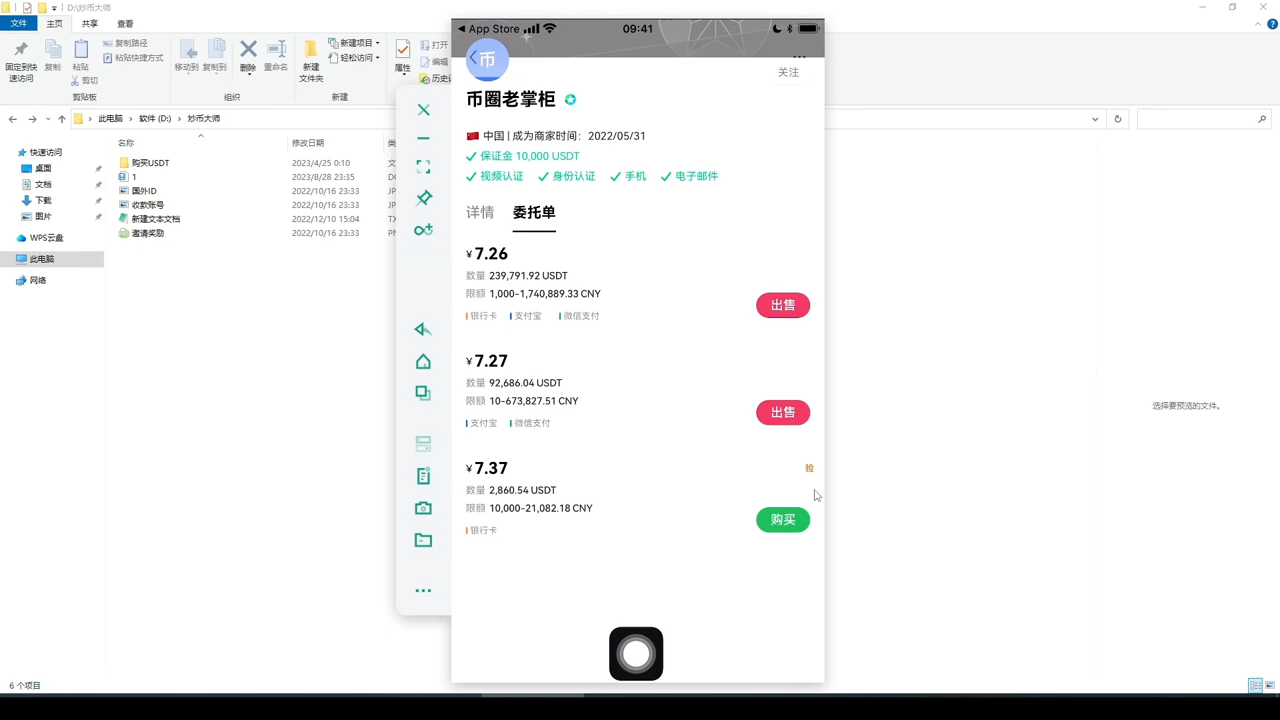 D:\炒币大师
文件 主页 共享 查看
固定到快速访问
复制
粘贴
复制路径
粘贴快捷方式
剪切
剪贴板
移动到
复制到
删除
重命名
组织
新建文件夹
新建项目
轻松访问
新建
属性
打开
编辑
历史记
此电脑 软件 (D:) 炒币大师
快速访问
桌面
文档
下载
图片
WPS云盘
此电脑
网络
名称 修改日期 类
购买USDT 2023/4/25 0:10 文
1 2023/8/28 23:35 DO
国外ID 2022/10/16 23:33 JP
收款账号 2022/10/16 23:33 JP
新建文本文档 2022/12/10 15:04 TX
邀请奖励 2022/10/16 23:33 PN
App Store 09:41
币
关注
币圈老掌柜
中国 | 成为商家时间: 2022/05/31
保证金 10,000 USDT
视频认证 身份认证 手机 电子邮件
详情 委托单
¥ 7.26
数量 239,791.92 USDT
限额 1,000-1,740,889.33 CNY
出售
银行卡 支付宝 微信支付
¥ 7.27
数量 92,686.04 USDT
限额 10-673,827.51 CNY
出售
支付宝 微信支付
¥ 7.37 验
数量 2,860.54 USDT
限额 10,000-21,082.18 CNY
购买
银行卡
选择要预览的文件。
6 个项目